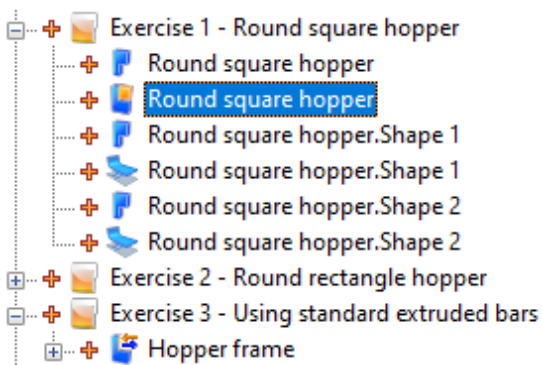 Exercise 1 - Round square hopper
Round square hopper
Round square hopper
Round square hopper.Shape 1
Round square hopper.Shape 1
Round square hopper.Shape 2
Round square hopper.Shape 2
Exercise 2 - Round rectangle hopper
Exercise 3 - Using standard extruded bars
Hopper frame